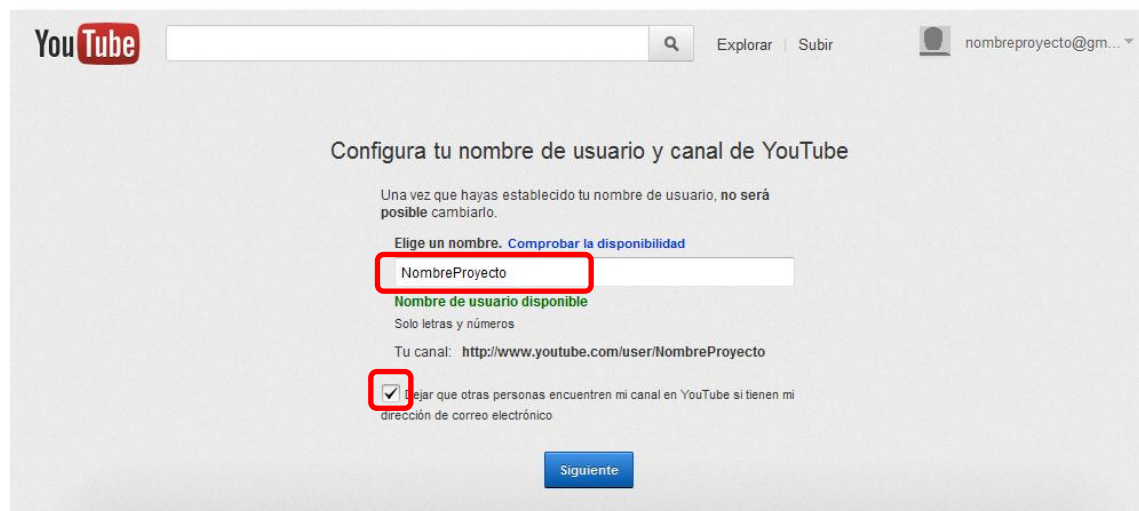 YouTube
Explorar | Subir
nombreproyecto@gm...
Configura tu nombre de usuario y canal de YouTube
Una vez que hayas establecido tu nombre de usuario, no será
posible cambiarlo.
Elige un nombre. Comprobar la disponibilidad
NombreProyecto
Nombre de usuario disponible
Solo letras y números
Tu canal: http://www.youtube.com/user/NombreProyecto
Dejar que otras personas encuentren mi canal en YouTube si tienen mi
dirección de correo electrónico
Siguiente